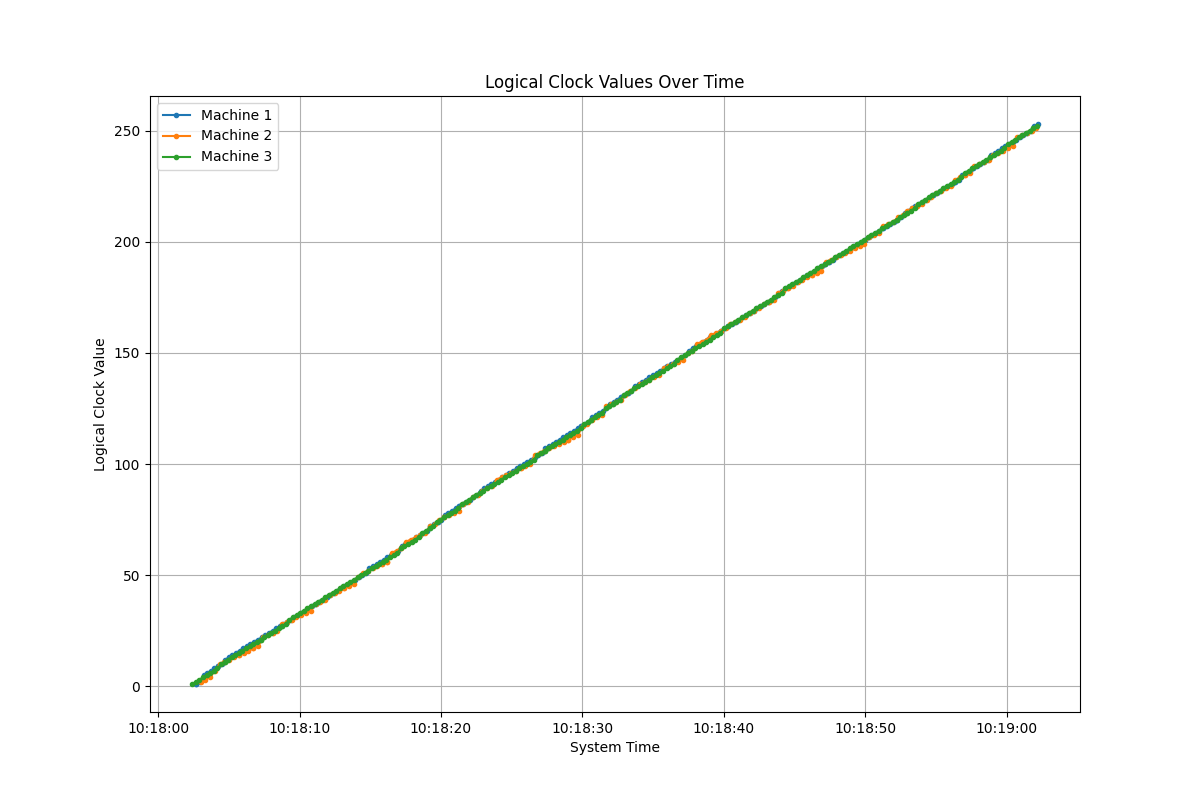 Logical Clock Values Over Time
Machine 1
Machine 2
Machine 3
Logical Clock Value
250
200
150
100
50
0
10:18:00 10:18:10 10:18:20 10:18:30 10:18:40 10:18:50 10:19:00
System Time